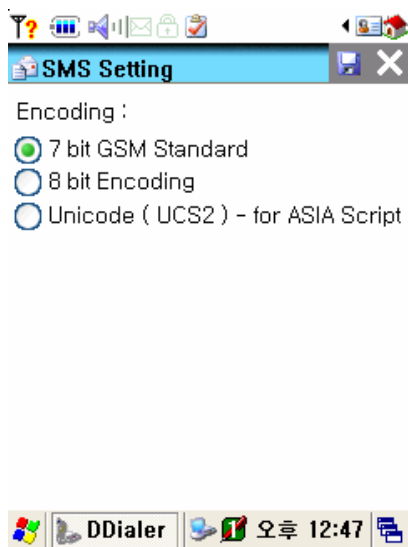 SMS Setting
Encoding :
7 bit GSM Standard
8 bit Encoding
Unicode ( UCS2 ) - for ASIA Script
DDialer 오후 12:47